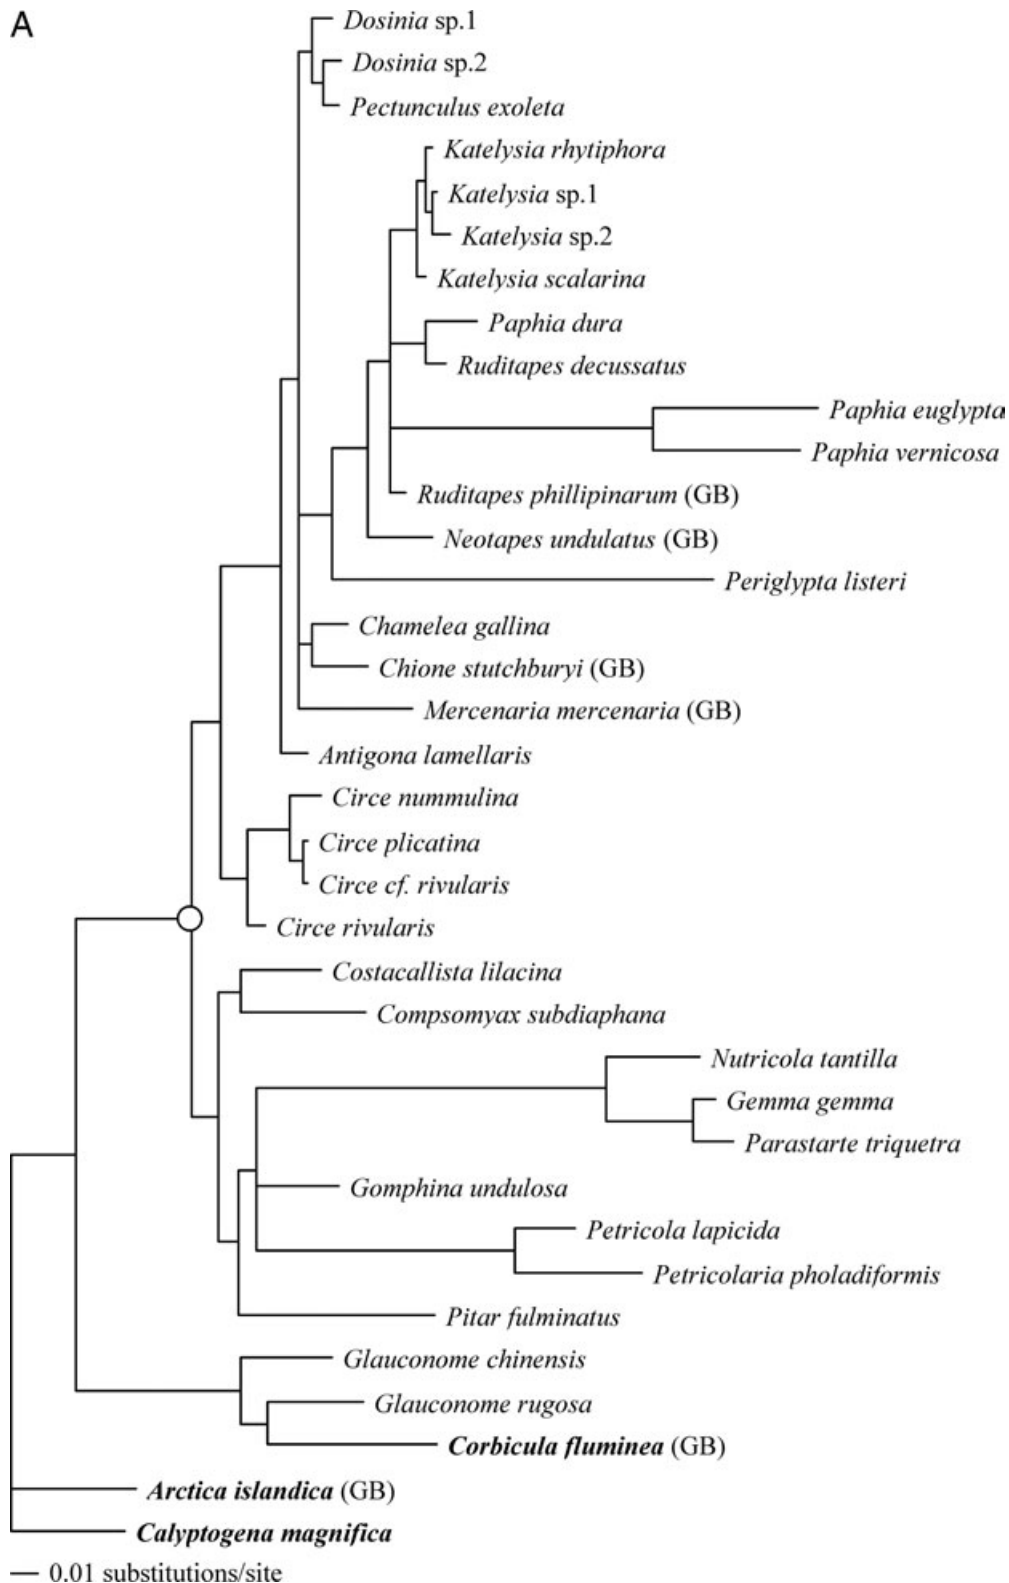 A
Dosinia sp.1
Dosinia sp.2
Pectunculus exoleta
Katelysia rhytiphora
Katelysia sp.1
Katelysia sp.2
Katelysia scalarina
Paphia dura
Ruditapes decussatus
Paphia euglypta
Paphia vernicosa
Ruditapes phillipinarum (GB)
Neotapes undulatus (GB)
Periglypta listeri
Chamelea gallina
Chione stutchburyi (GB)
Mercenaria mercenaria (GB)
Antigona lamellaris
Circe nummulina
Circe plicatina
Circe cf. rivularis
Circe rivularis
Costacallista lilacina
Compsomyax subdiaphana
Nutricola tantilla
Gemma gemma
Parastarte triquetra
Gomphina undulosa
Petricola lapicida
Petricolaria pholadiformis
Pitar fulminatus
Glauconome chinensis
Glauconome rugosa
Corbicula fluminea (GB)
Arctica islandica (GB)
Calyptogena magnifica
0.01 substitutions/site